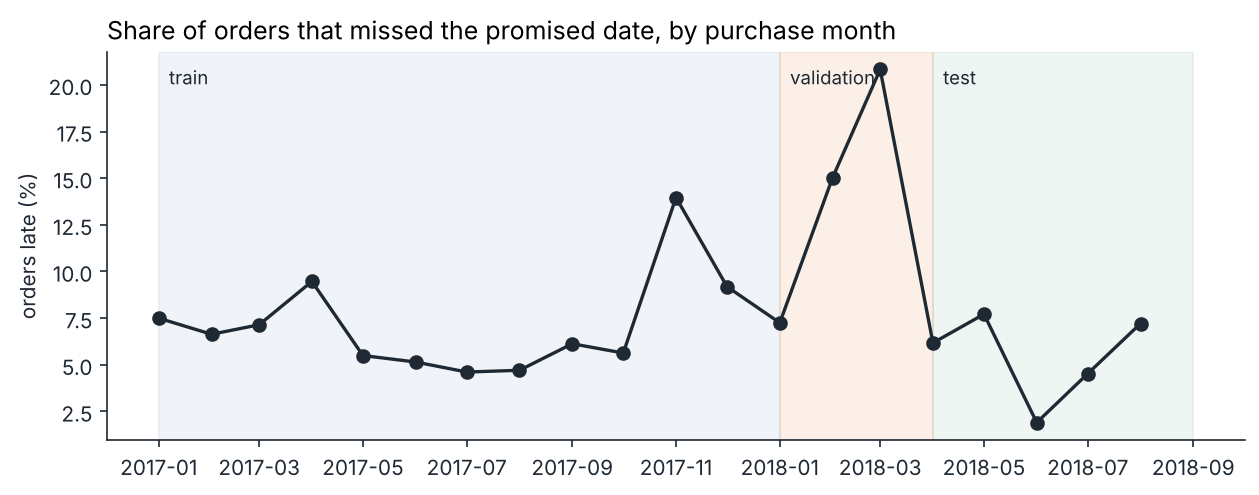 Share of orders that missed the promised date, by purchase month
train
validation
test
orders late (%)
20.0
17.5
15.0
12.5
10.0
7.5
5.0
2.5
2017-01 2017-03 2017-05 2017-07 2017-09 2017-11 2018-01 2018-03 2018-05 2018-07 2018-09